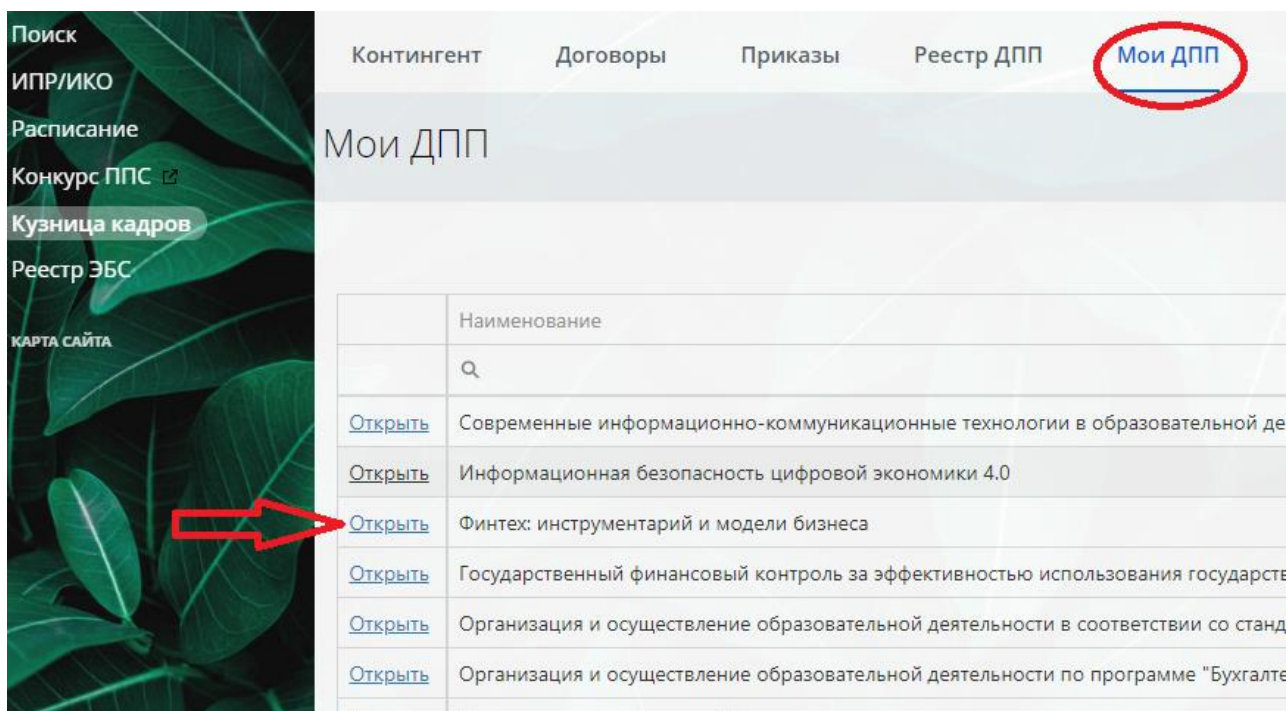 Поиск
ИПР/ИКО
Расписание
Конкурс ППС
Кузница кадров
Реестр ЭБС
КАРТА САЙТА
Контингент Договоры Приказы Реестр ДПП Мои ДПП
Мои ДПП
Наименование
Открыть Современные информационно-коммуникационные технологии в образовательной де
Открыть Информационная безопасность цифровой экономики 4.0
Открыть Финтех: инструментарий и модели бизнеса
Открыть Государственный финансовый контроль за эффективностью использования государств
Открыть Организация и осуществление образовательной деятельности в соответствии со станд
Открыть Организация и осуществление образовательной деятельности по программе "Бухгалте